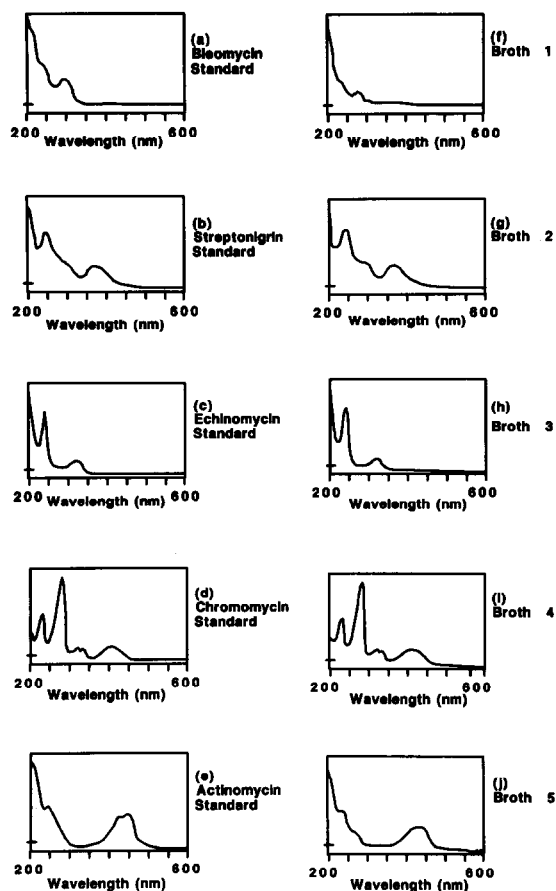 (a)
Bleomycin
Standard
200 600
Wavelength (nm)
(f)
Broth 1
200 600
Wavelength (nm)
(b)
Streptonigrin
Standard
200 600
Wavelength (nm)
(g)
Broth 2
200 600
Wavelength (nm)
(c)
Echinomycin
Standard
200 600
Wavelength (nm)
(h)
Broth 3
200 600
Wavelength (nm)
(d)
Chromomycin
Standard
200 600
Wavelength (nm)
(i)
Broth 4
200 600
Wavelength (nm)
(e)
Actinomycin
Standard
200 600
Wavelength (nm)
(j)
Broth 5
200 600
Wavelength (nm)